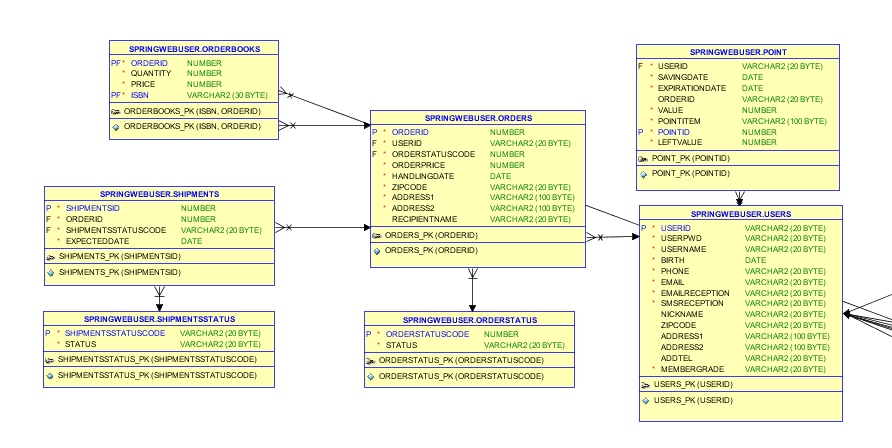 SPRINGWEBUSER.ORDERBOOKS
PF* ORDERID NUMBER
* QUANTITY NUMBER
* PRICE NUMBER
PF* ISBN VARCHAR2 (30 BYTE)
ORDERBOOKS_PK (ISBN, ORDERID)
ORDERBOOKS_PK (ISBN, ORDERID)
SPRINGWEBUSER.POINT
F * USERID VARCHAR2 (20 BYTE)
* SAVINGDATE DATE
* EXPIRATIONDATE DATE
ORDERID VARCHAR2 (20 BYTE)
* VALUE NUMBER
* POINTITEM VARCHAR2 (100 BYTE)
P * POINTID NUMBER
* LEFTVALUE NUMBER
POINT_PK (POINTID)
POINT_PK (POINTID)
SPRINGWEBUSER.ORDERS
P * ORDERID NUMBER
F * USERID VARCHAR2 (20 BYTE)
F * ORDERSTATUSCODE NUMBER
* ORDERPRICE NUMBER
* HANDLINGDATE DATE
* ZIPCODE VARCHAR2 (20 BYTE)
* ADDRESS1 VARCHAR2 (100 BYTE)
* ADDRESS2 VARCHAR2 (100 BYTE)
RECIPIENTNAME VARCHAR2 (20 BYTE)
ORDERS_PK (ORDERID)
ORDERS_PK (ORDERID)
SPRINGWEBUSER.SHIPMENTS
P * SHIPMENTSID NUMBER
F * ORDERID NUMBER
F * SHIPMENTSSTATUSCODE VARCHAR2 (20 BYTE)
* EXPECTEDDATE DATE
SHIPMENTS_PK (SHIPMENTSID)
SHIPMENTS_PK (SHIPMENTSID)
SPRINGWEBUSER.USERS
P * USERID VARCHAR2 (20 BYTE)
* USERPWD VARCHAR2 (20 BYTE)
* USERNAME VARCHAR2 (20 BYTE)
* BIRTH DATE
* PHONE VARCHAR2 (20 BYTE)
* EMAIL VARCHAR2 (20 BYTE)
* EMAILRECEPTION VARCHAR2 (20 BYTE)
* SMSRECEPTION VARCHAR2 (20 BYTE)
NICKNAME VARCHAR2 (20 BYTE)
ZIPCODE VARCHAR2 (20 BYTE)
ADDRESS1 VARCHAR2 (100 BYTE)
ADDRESS2 VARCHAR2 (100 BYTE)
ADDTEL VARCHAR2 (20 BYTE)
* MEMBERGRADE VARCHAR2 (20 BYTE)
USERS_PK (USERID)
USERS_PK (USERID)
SPRINGWEBUSER.SHIPMENTSSTATUS
P * SHIPMENTSSTATUSCODE VARCHAR2 (20 BYTE)
* STATUS VARCHAR2 (20 BYTE)
SHIPMENTSSTATUS_PK (SHIPMENTSSTATUSCODE)
SHIPMENTSSTATUS_PK (SHIPMENTSSTATUSCODE)
SPRINGWEBUSER.ORDERSTATUS
P * ORDERSTATUSCODE NUMBER
* STATUS VARCHAR2 (20 BYTE)
ORDERSTATUS_PK (ORDERSTATUSCODE)
ORDERSTATUS_PK (ORDERSTATUSCODE)